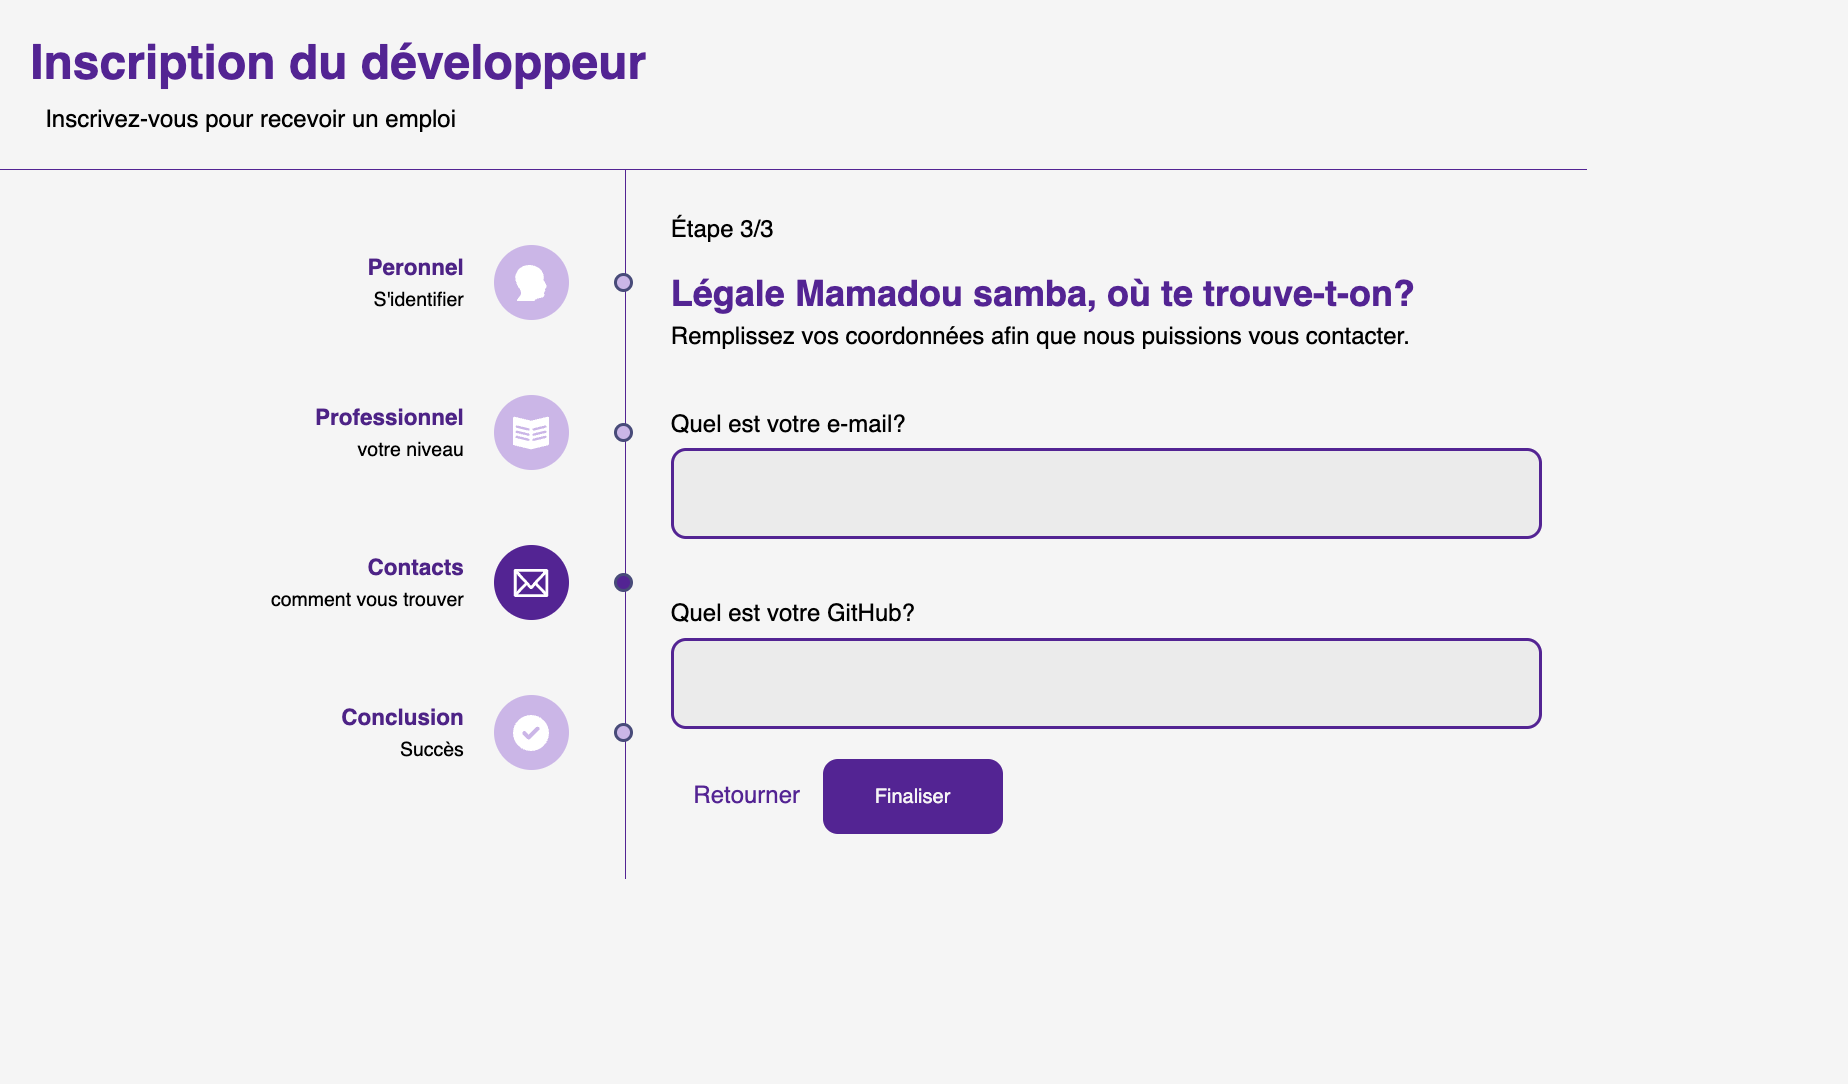 Inscription du développeur
Inscrivez-vous pour recevoir un emploi
Peronnel
S'identifier
Professionnel
votre niveau
Contacts
comment vous trouver
Conclusion
Succès
Étape 3/3
Légale Mamadou samba, où te trouve-t-on?
Remplissez vos coordonnées afin que nous puissions vous contacter.
Quel est votre e-mail?
Quel est votre GitHub?
Retourner
Finaliser